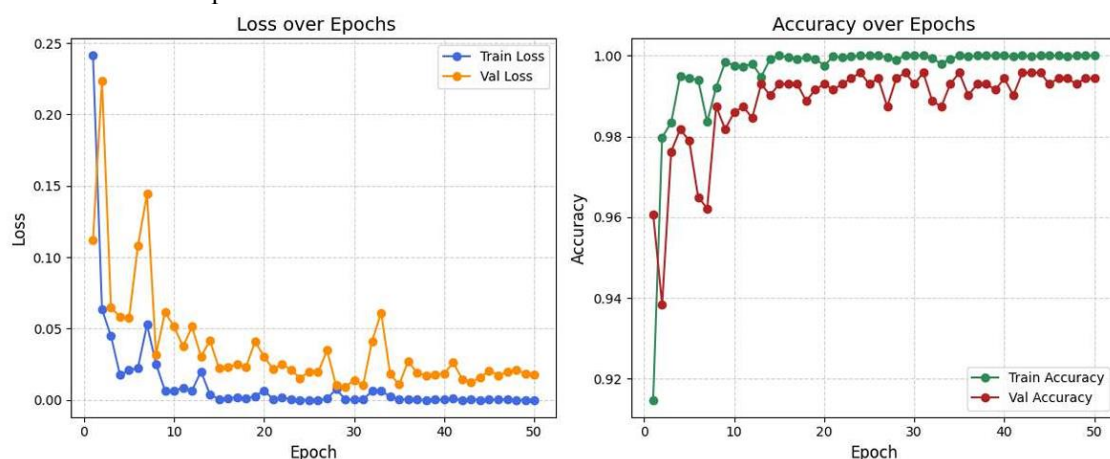 Loss over Epochs
0.25
0.20
0.15
0.10
0.05
0.00
Loss
Train Loss
Val Loss
0 10 20 30 40 50
Epoch
Accuracy over Epochs
1.00
0.98
0.96
0.94
0.92
Accuracy
Train Accuracy
Val Accuracy
0 10 20 30 40 50
Epoch